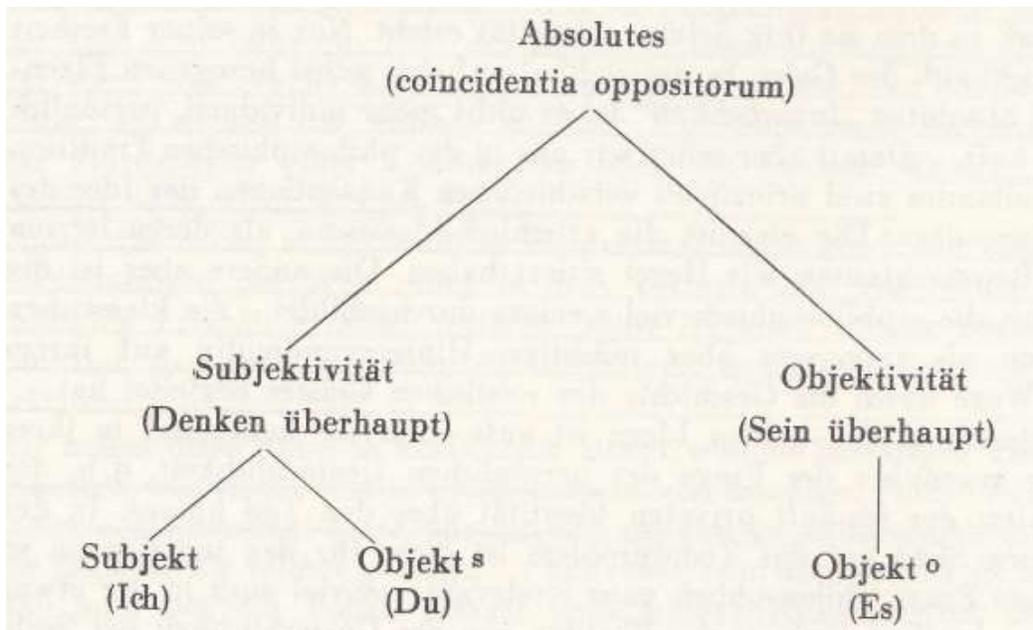 Absolutes
(coincidentia oppositorum)
Subjektivität
(Denken überhaupt)
Objektivität
(Sein überhaupt)
Subjekt
(Ich)
Objekt s
(Du)
Objekt o
(Es)